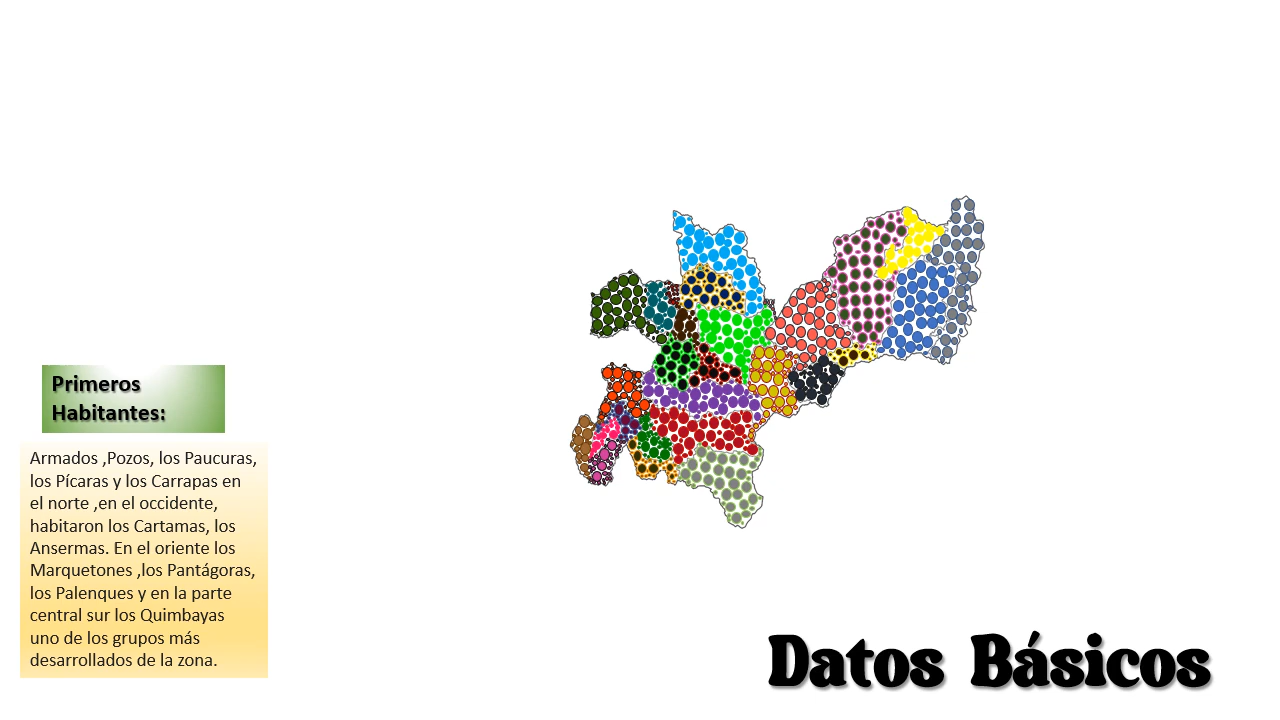 Primeros
Habitantes:
Armados ,Pozos, los Paucuras,
los Pícaras y los Carrapas en
el norte ,en el occidente,
habitaron los Cartamas, los
Ansermas. En el oriente los
Marquetones ,los Pantágoras,
los Palenques y en la parte
central sur los Quimbayas
uno de los grupos más
desarrollados de la zona.
Datos Básicos